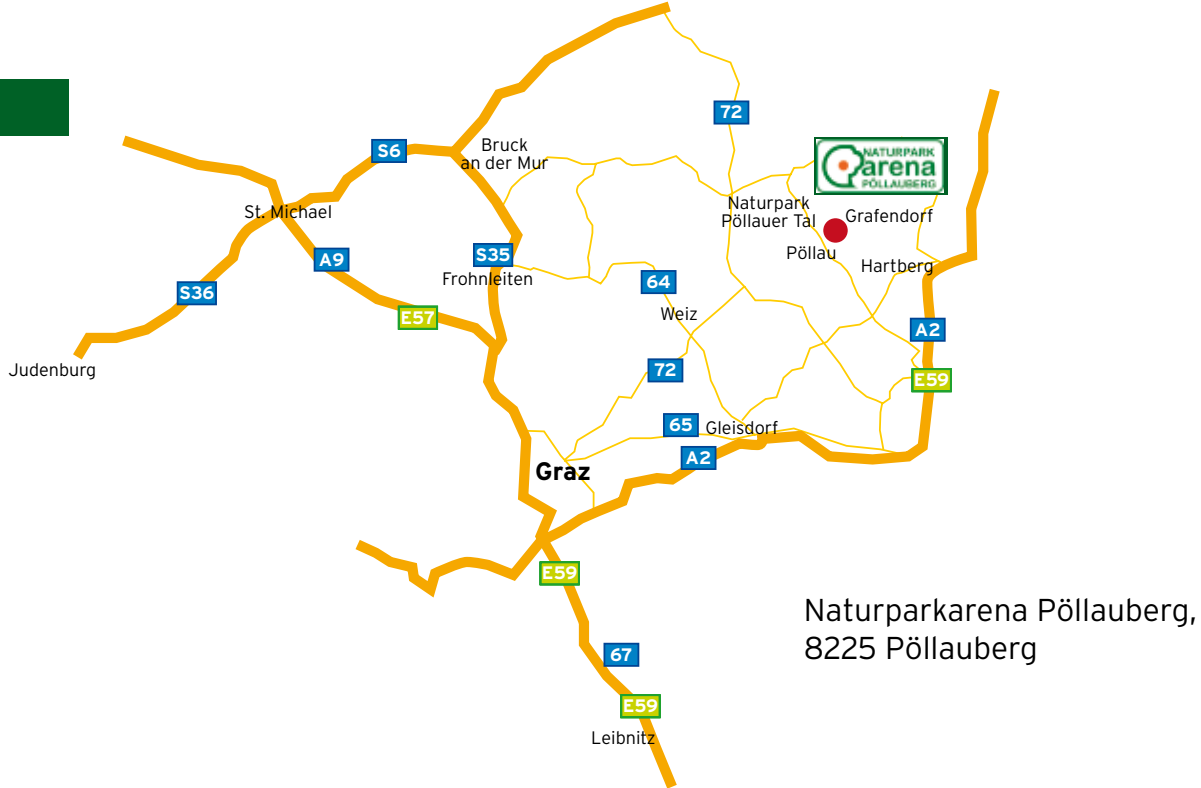 72
S6
Bruck
an der Mur
NATURPARK
arena
PÖLLAUBERG
St. Michael
Naturpark
Pöllauer Tal
Grafendorf
A9
S35
Pöllau
Hartberg
Frohnleiten
S36
64
E57
Weiz
A2
Judenburg
72
E59
65
Gleisdorf
A2
Graz
E59
Naturparkarena Pöllauberg,
8225 Pöllauberg
67
E59
Leibnitz